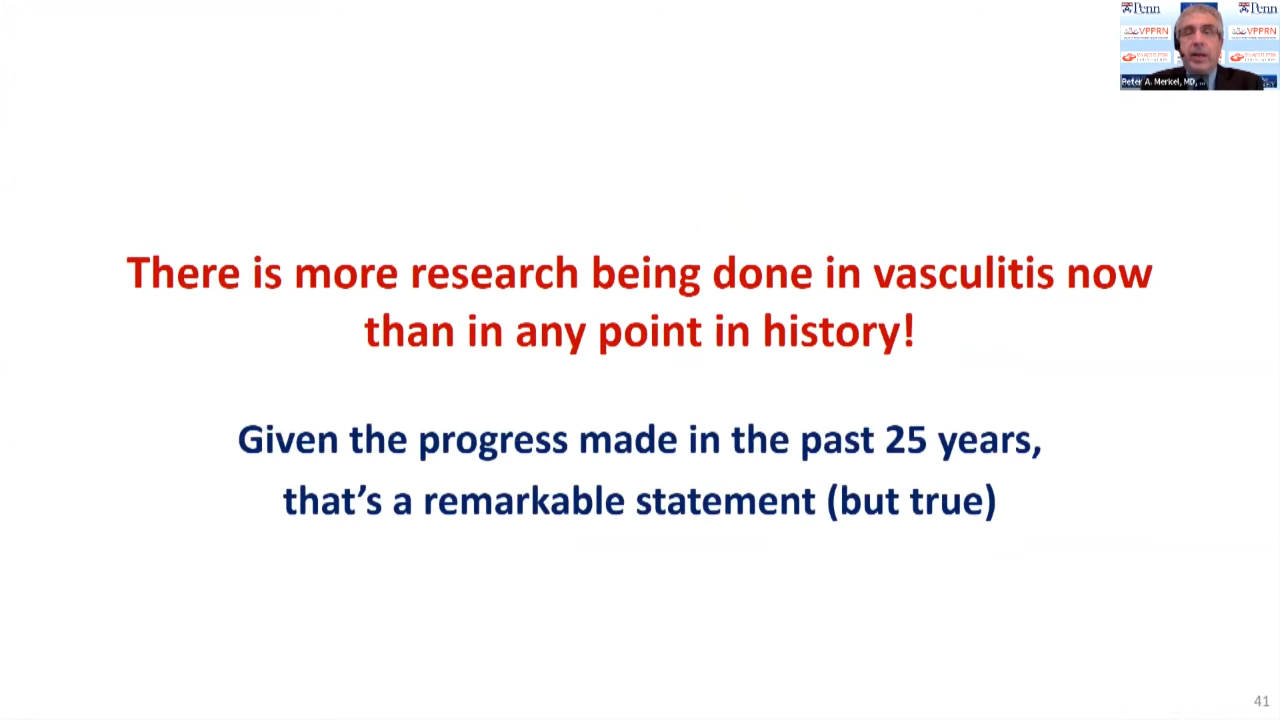 Penn
Penn
VPPRN
VPPRN
Peter A. Merkel, MD, ...
There is more research being done in vasculitis now
than in any point in history!
Given the progress made in the past 25 years,
that’s a remarkable statement (but true)
41